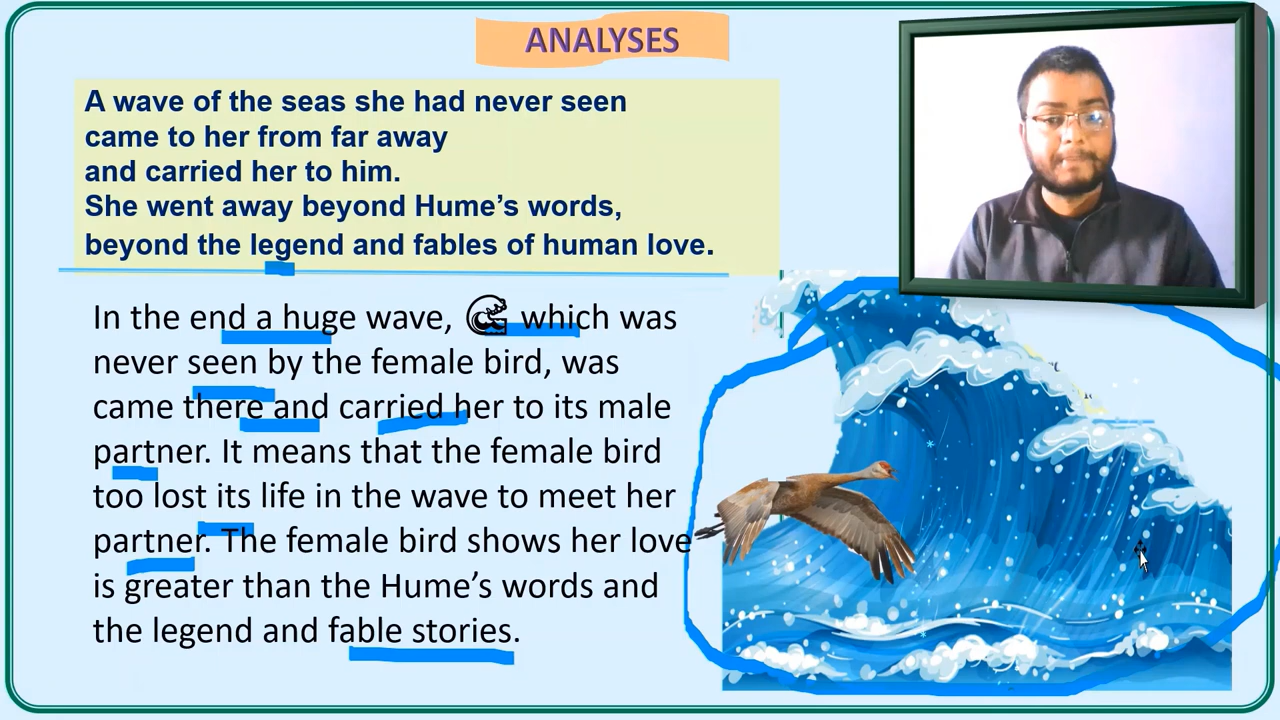 ANALYSES
A wave of the seas she had never seen
came to her from far away
and carried her to him.
She went away beyond Hume’s words,
beyond the legend and fables of human love.
In the end a huge wave, 🌊 which was
never seen by the female bird, was
came there and carried her to its male
partner. It means that the female bird
too lost its life in the wave to meet her
partner. The female bird shows her love
is greater than the Hume’s words and
the legend and fable stories.